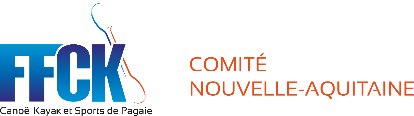 FFCK
Canoë Kayak et Sports de Pagaie
COMITÉ
NOUVELLE-AQUITAINE